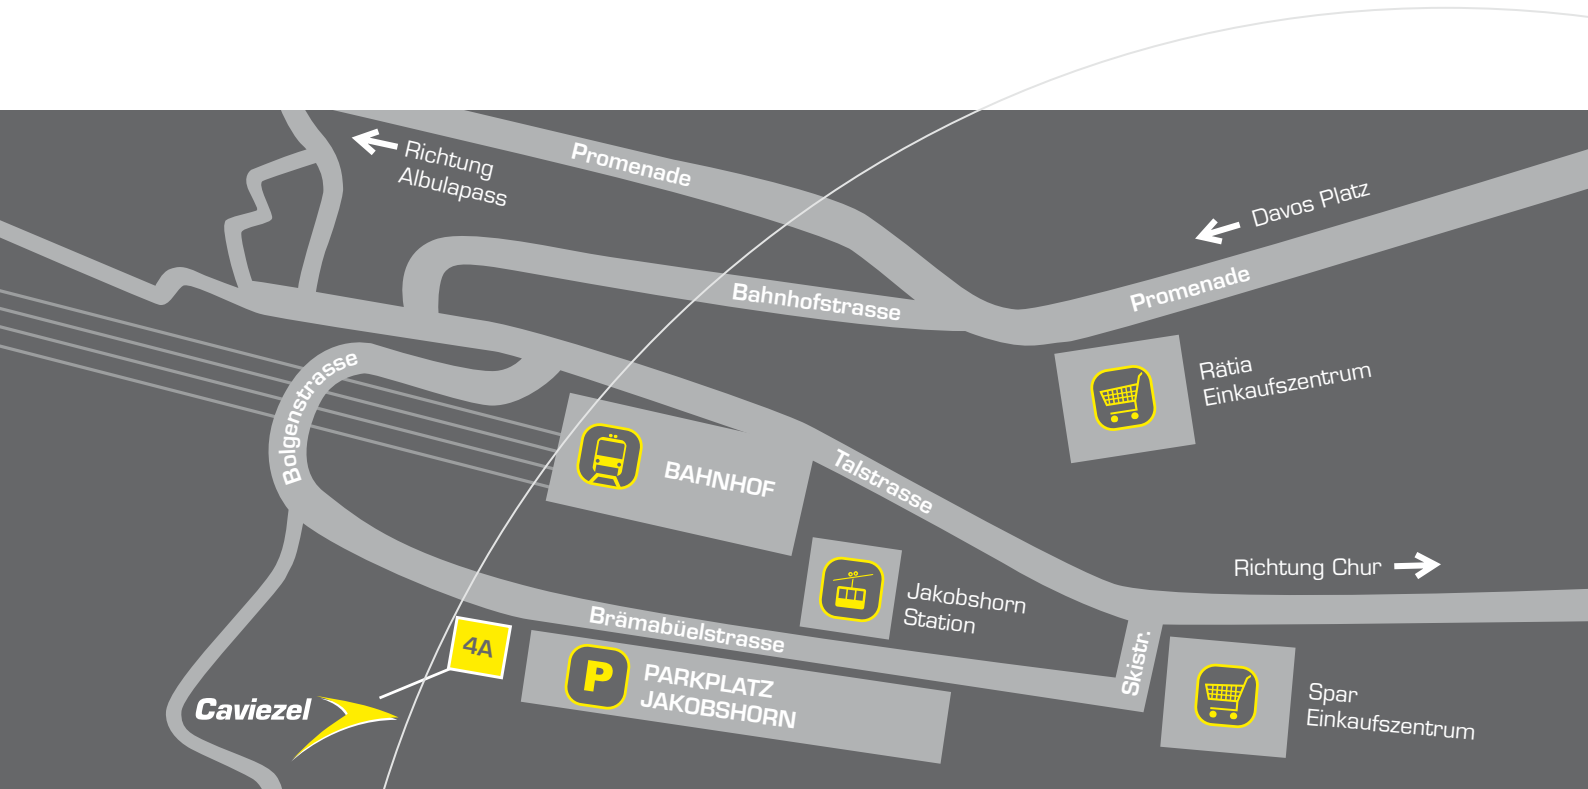 Promenade
Richtung
Albulapass
Davos Platz
Promenade
Bahnhofstrasse
Bolgenstrasse
Rätia
Einkaufszentrum
BAHNHOF
Talstrasse
Richtung Chur
Jakobshorn
Station
Brämabüelstrasse
4A
Skistr.
P
PARKPLATZ
JAKOBSHORN
Caviezel
Spar
Einkaufszentrum